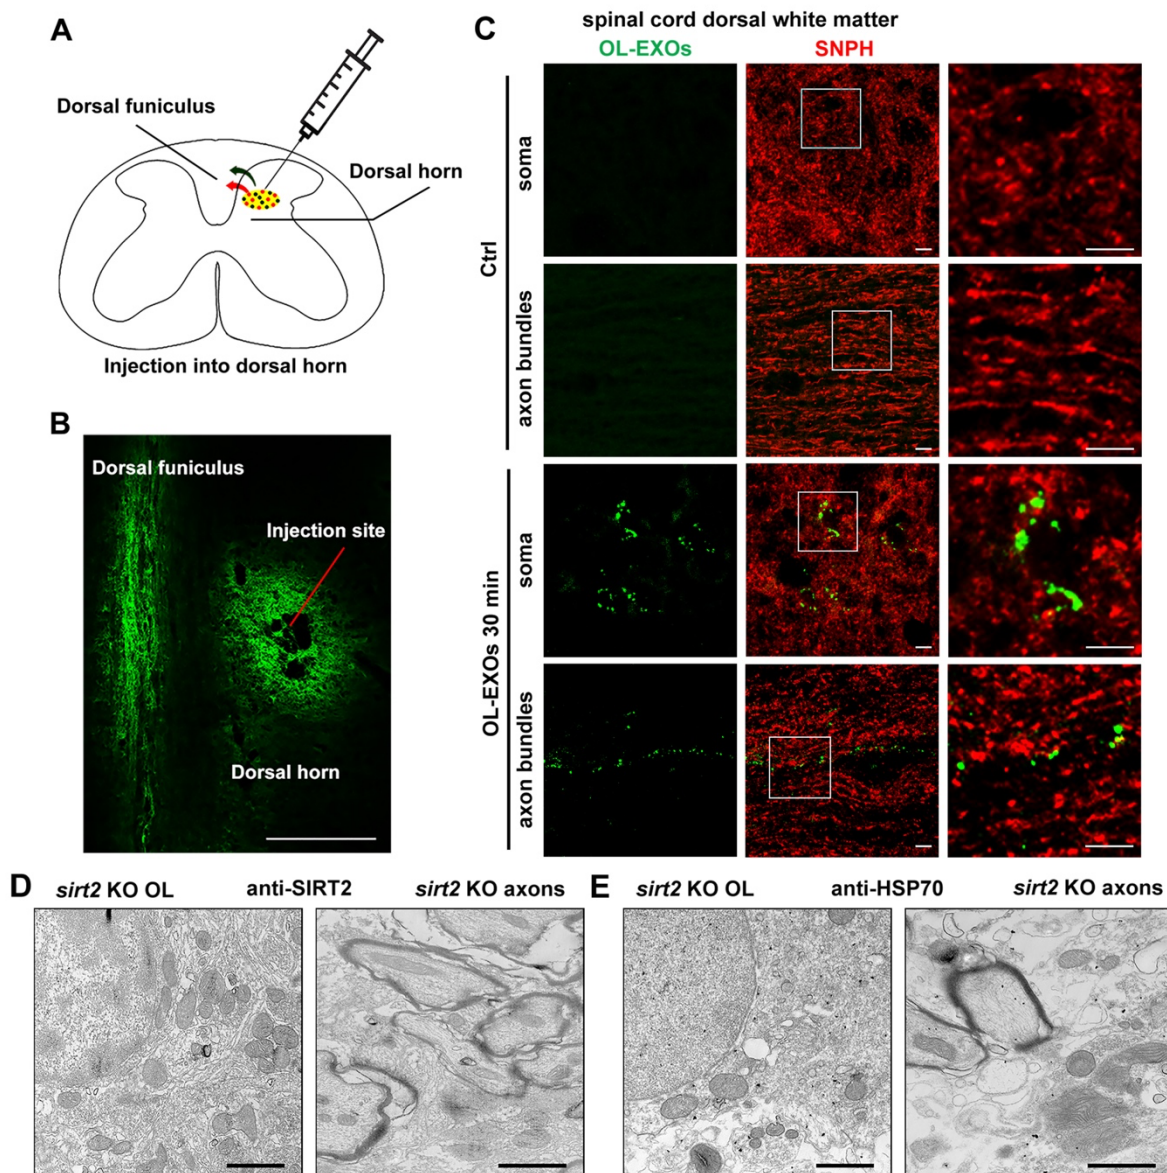 A
Dorsal funiculus
Dorsal horn
Injection into dorsal horn
B
Dorsal funiculus
Injection site
Dorsal horn
C
spinal cord dorsal white matter
OL-EXOs
SNPH
Ctrl
soma
axon bundles
OL-EXOs 30 min
soma
axon bundles
D
sirt2 KO OL
anti-SIRT2
sirt2 KO axons
E
sirt2 KO OL
anti-HSP70
sirt2 KO axons